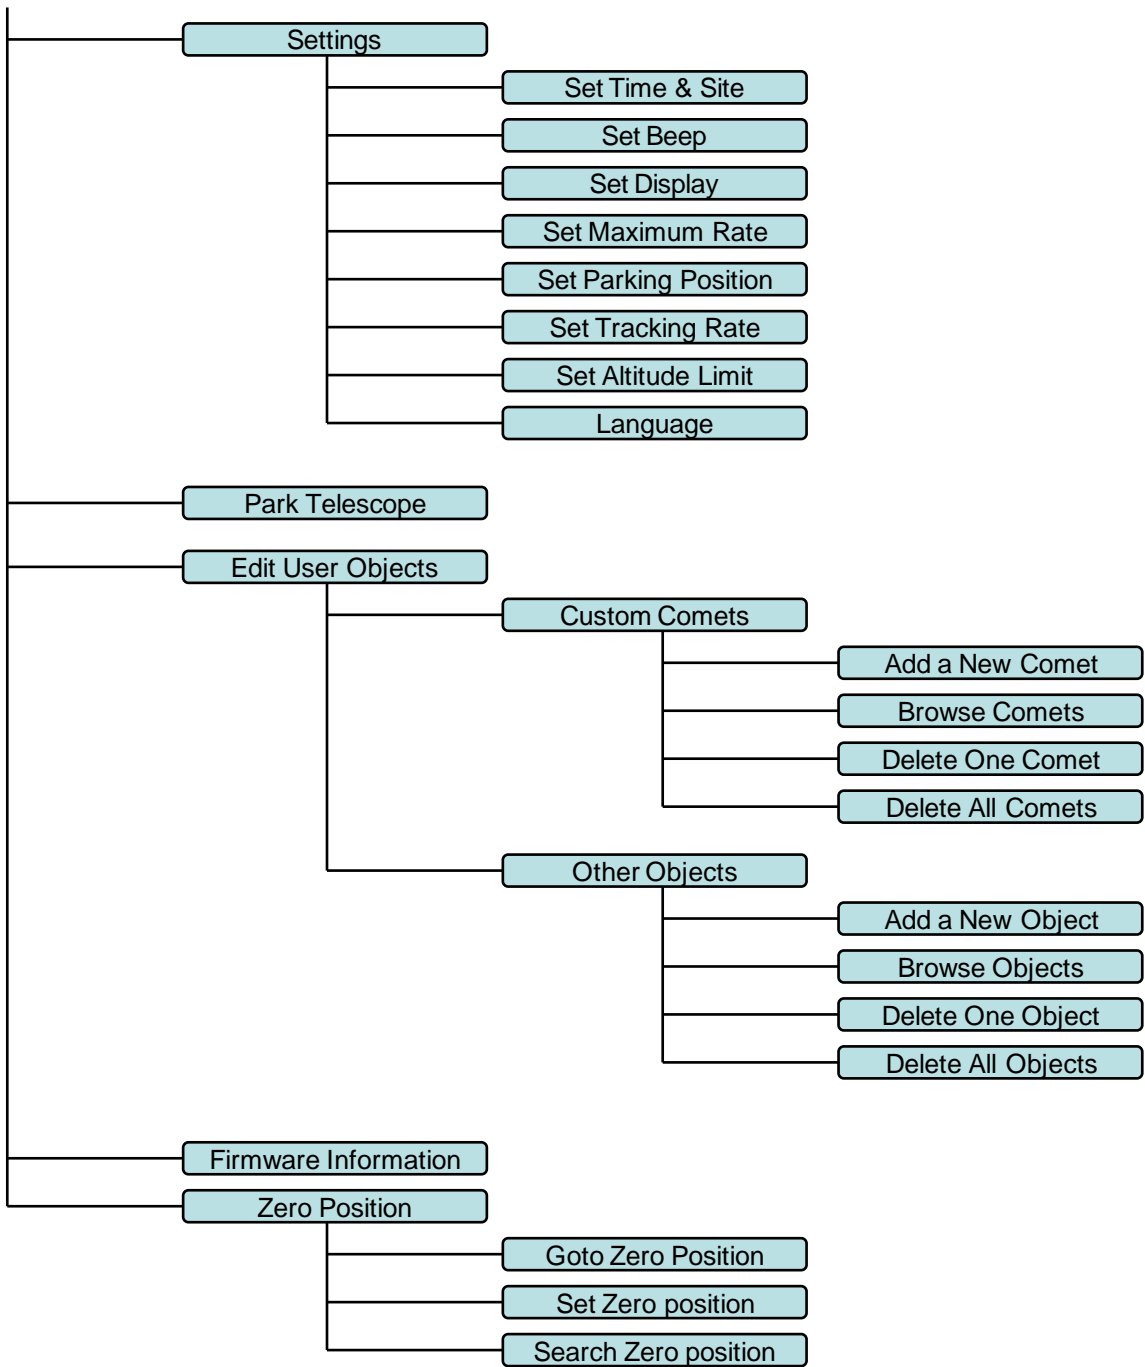 Settings
Set Time & Site
Set Beep
Set Display
Set Maximum Rate
Set Parking Position
Set Tracking Rate
Set Altitude Limit
Language
Park Telescope
Edit User Objects
Custom Comets
Add a New Comet
Browse Comets
Delete One Comet
Delete All Comets
Other Objects
Add a New Object
Browse Objects
Delete One Object
Delete All Objects
Firmware Information
Zero Position
Goto Zero Position
Set Zero position
Search Zero position